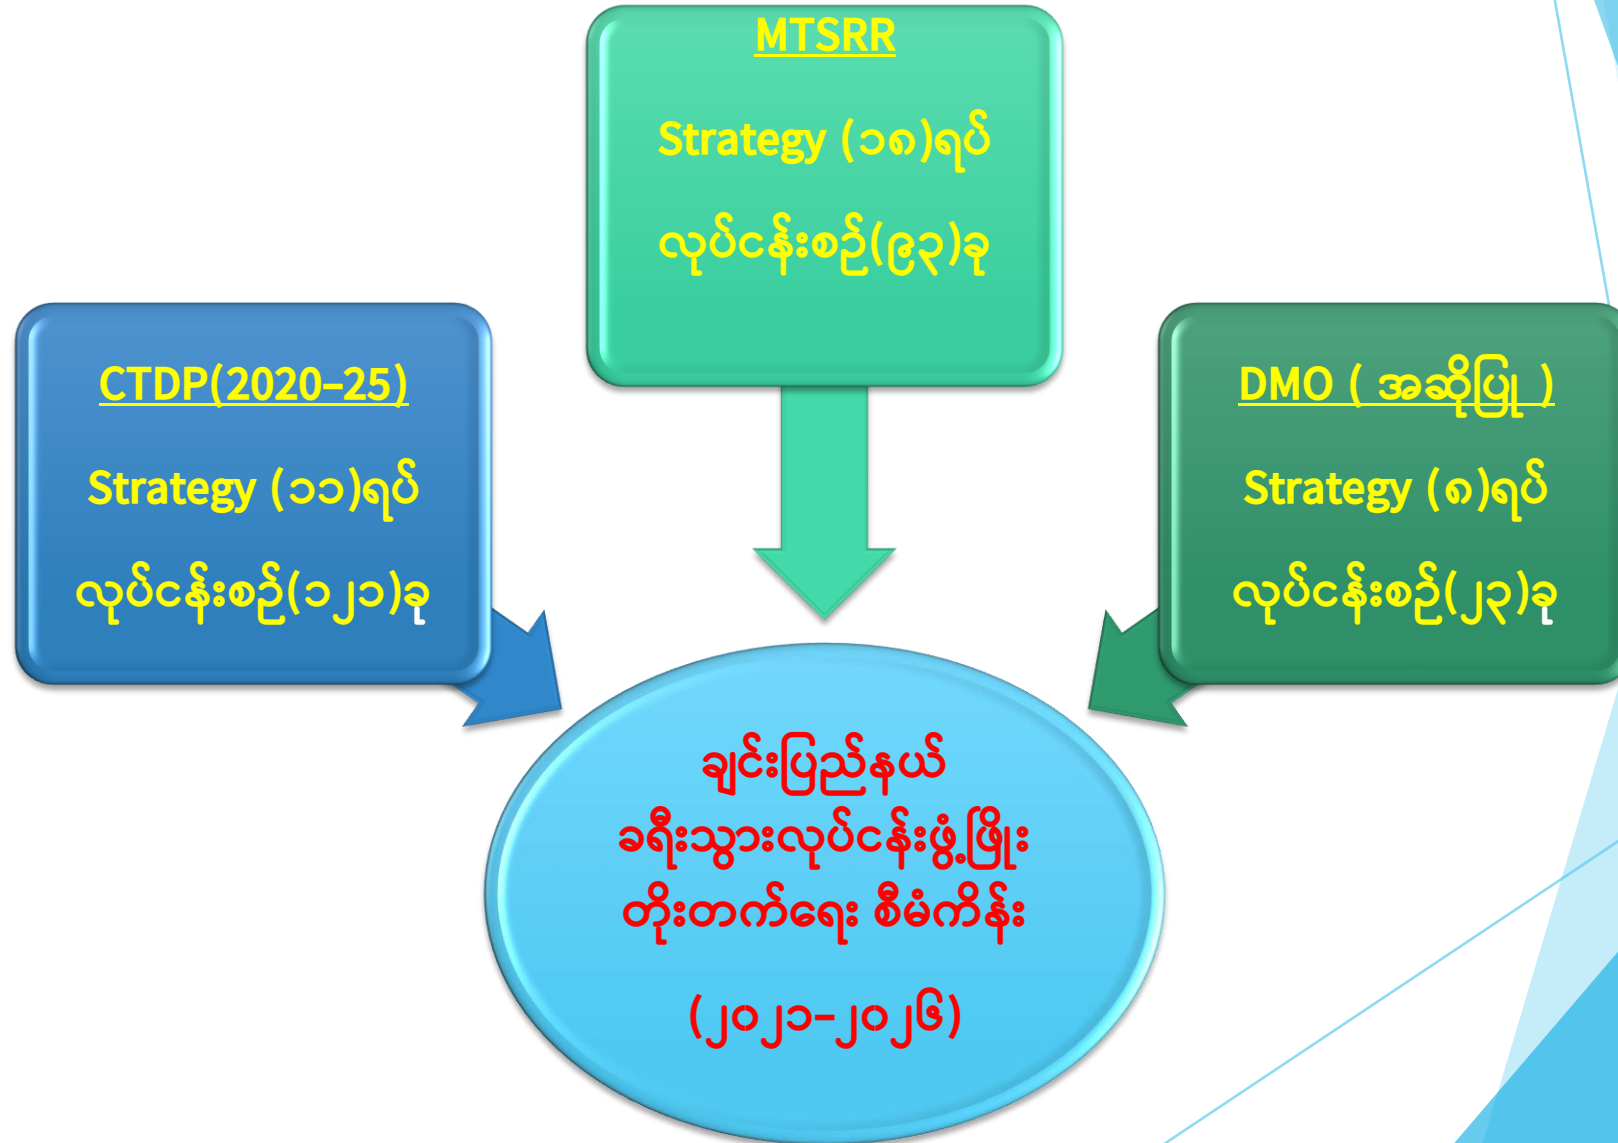 MTSRR
Strategy (၁၈)ရပ်
လုပ်ငန်းစဉ်(၉၃)ခု
CTDP(2020-25)
Strategy (၁၁)ရပ်
လုပ်ငန်းစဉ်(၁၂၁)ခု
DMO ( အဆိုပြု )
Strategy (၈)ရပ်
လုပ်ငန်းစဉ်(၂၃)ခု
ချင်းပြည်နယ်
ခရီးသွားလုပ်ငန်းဖွံ့ဖြိုး
တိုးတက်ရေး စီမံကိန်း
(၂၀၂၁-၂၀၂၆)